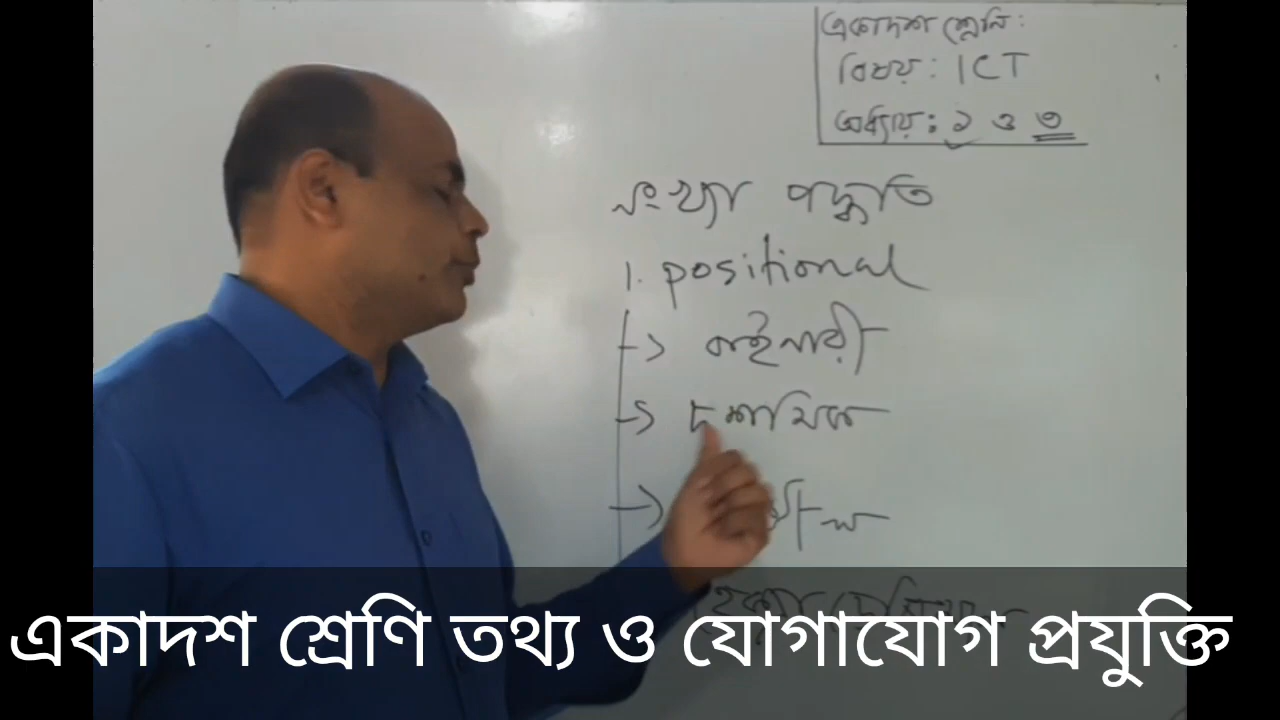 একাদশ শ্রেনি:
বিষয়: ICT
অধ্যায়: ১ ও ৩
সংখ্যা পদ্ধতি
1. positional
-> বাইনারী
-> দশমিক
->
একাদশ শ্রেণি তথ্য ও যোগাযোগ প্রযুক্তি